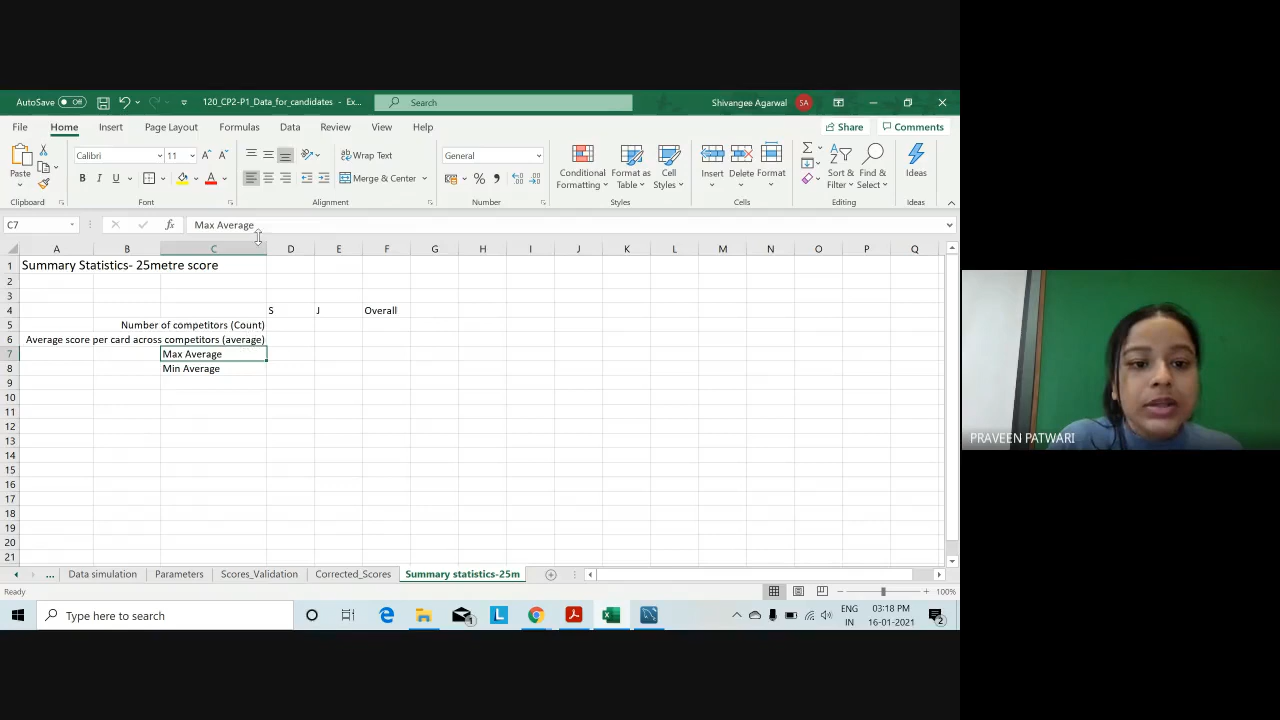 AutoSave Off 120_CP2-P1_Data_for_candidates - Ex... Search Shivangee Agarwal SA
File Home Insert Page Layout Formulas Data Review View Help Share Comments
Paste Calibri 11 Wrap Text General Conditional Formatting Format as Table Cell Styles Insert Delete Format Sort & Filter Find & Select Ideas
B I U A Merge & Center % ,
Clipboard Font Alignment Number Styles Cells Editing Ideas
C7 fx Max Average
A B C D E F G H I J K L M N O P Q
1 Summary Statistics- 25metre score
2
3
4 S J Overall
5 Number of competitors (Count)
6 Average score per card across competitors (average)
7 Max Average
8 Min Average
9
10
11
12
13
14
15
16
17
18
19
20
21
PRAVEEN PATWARI
... Data simulation Parameters Scores_Validation Corrected_Scores Summary statistics-25m
Ready 100%
Type here to search ENG IN 03:18 PM 16-01-2021